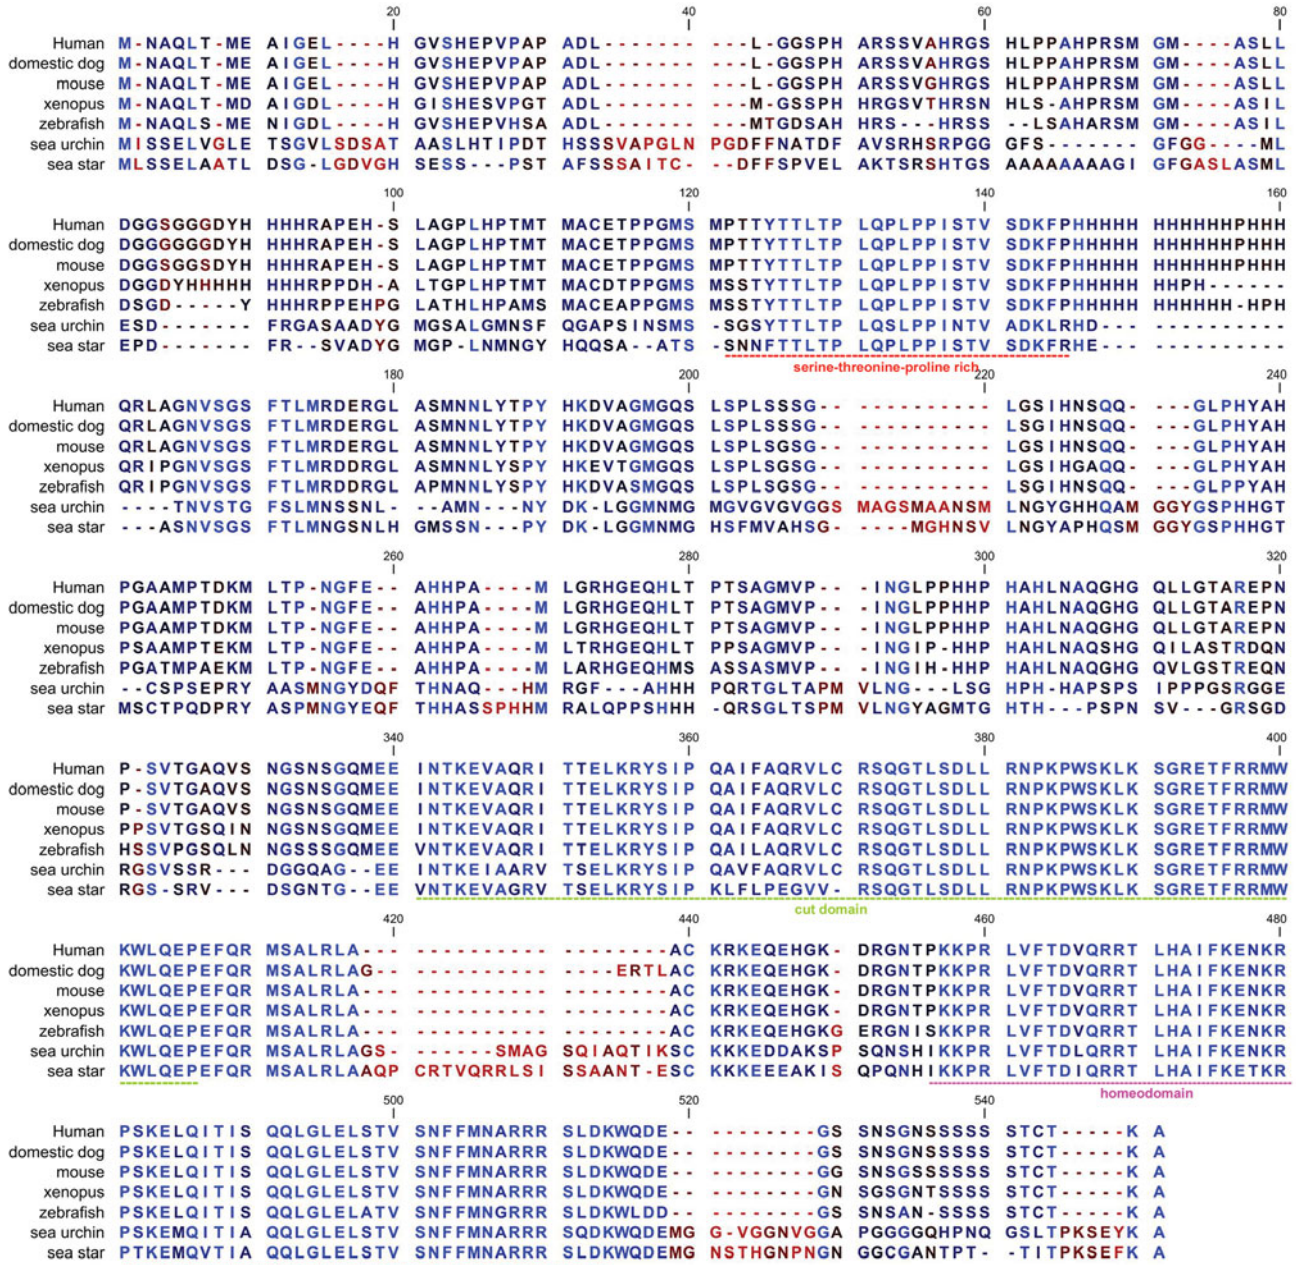 20 40 60 80
Human M-NAQLT-ME AIGEL----H GVSHEPVPAP ADL------- ---L-GGSPH ARSSVAHRGS HLPPAHPRSM GM----ASLL
domestic dog M-NAQLT-ME AIGEL----H GVSHEPVPAP ADL------- ---L-GGSPH ARSSVAHRGS HLPPAHPRSM GM----ASLL
mouse M-NAQLT-ME AIGEL----H GVSHEPVPAP ADL------- ---L-GGSPH ARSSVGHRGS HLPPAHPRSM GM----ASLL
xenopus M-NAQLT-MD AIGDL----H GISHESVPGT ADL------- ---M-GSSPH HRGSVTHRSN HLS-AHPRSM GM----ASIL
zebrafish M-NAQLS-ME NIGDL----H GVSHEPVHSA ADL------- ---MTGDSAH HRS---HRSS --LSAHARSM GM----ASIL
sea urchin MISSELVGLE TSGVLSDSAT AASLHTIPDT HSSSVAPGLN PGDFFNATDF AVSRHSRPGG GFS------- GFGG----ML
sea star MLSSELAATL DSG-LGDVGH SESS---PST AFSSSAITC- --DFFSPVEL AKTSRSHTGS AAAAAAAAGI GFGASLASML
100 120 140 160
Human DGGSGGGDYH HHHRAPEH-S LAGPLHPTMT MACETPPGMS MPTTYTTLTP LQPLPPISTV SDKFPHHHHH HHHHHHPHHH
domestic dog DGGGGGGDYH HHHRAPEH-S LAGPLHPTMT MACETPPGMS MPTTYTTLTP LQPLPPISTV SDKFPHHHHH HHHHHHPHHH
mouse DGGSGGSDYH HHHRAPEH-S LAGPLHPTMT MACETPPGMS MPTTYTTLTP LQPLPPISTV SDKFPHHHHH HHHHHHPHHH
xenopus DGGDYHHHHH HHHRPPDH-A LTGPLHPTMT MACDTPPGMS MSSTYTTLTP LQPLPPISTV SDKFPHHHHH HHPH------
zebrafish DSGD-----Y HHHRPPEHPG LATHLHPAMS MACEAPPGMS MSSTYTTLTP LQPLPPISTV SDKFPHHHHH HHHHHH-HPH
sea urchin ESD------- FRGASAADYG MGSALGMNSF QGAPSINSMS -SGSYTTLTP LQSLPPINTV ADKLRHD--- ----------
sea star EPD------- FR--SVADYG MGP-LNMNGY HQQSA--ATS -SNNFTTLTP LQPLPPISTV SDKFRHE--- ----------
serine-threonine-proline rich
180 200 220 240
Human QRLAGNVSGS FTLMRDERGL ASMNNLYTPY HKDVAGMGQS LSPLSSSG-- ---------- LGSIHNSQQ- ---GLPHYAH
domestic dog QRLAGNVSGS FTLMRDERGL ASMNNLYTPY HKDVAGMGQS LSPLSSSG-- ---------- LSGIHNSQQ- ---GLPHYAH
mouse QRLAGNVSGS FTLMRDERGL ASMNNLYTPY HKDVAGMGQS LSPLSGSG-- ---------- LGSIHNSQQ- ---GLPHYAH
xenopus QRIPGNVSGS FTLMRDDRGL ASMNNLYSPY HKEVTGMGQS LSPLSGSG-- ---------- LGSIHGAQQ- ---GLPHYAH
zebrafish QRIPGNVSGS FTLMRDDRGL APMNNLYSPY HKDVASMGQS LSPLSGSG-- ---------- LSGIHNSQQ- ---GLPPYAH
sea urchin ----TNVSTG FSLMNSSNL- --AMN---NY DK-LGGMNMG MGVGVGVGGS MAGSMAANSM LNGYGHHQAM GGYGSPHHGT
sea star ---ASNVSGS FTLMNGSNLH GMSSN---PY DK-LGGMNMG HSFMVAHSG- ----MGHNSV LNGYAPHQSM GGYGSPHHGT
260 280 300 320
Human PGAAMPTDKM LTP-NGFE-- AHHPA----M LGRHGEQHLT PTSAGMVP-- -INGLPPHHP HAHLNAQGHG QLLGTAREPN
domestic dog PGAAMPTDKM LTP-NGFE-- AHHPA----M LGRHGEQHLT PTSAGMVP-- -INGLPPHHP HAHLNAQGHG QLLGTAREPN
mouse PGAAMPTDKM LTP-NGFE-- AHHPA----M LGRHGEQHLT PTSAGMVP-- -INGLPPHHP HAHLNAQGHG QLLGTAREPN
xenopus PSAAMPTEKM LTP-NGFE-- AHHPA----M LTRHGEQHLT PPSAGMVP-- -INGIP-HHP HAHLNAQSHG QILASTRDQN
zebrafish PGATMPAEKM LTP-NGFE-- AHHPA----M LARHGEQHMS ASSASMVP-- -INGIH-HHP HAHLNAQGHG QVLGSTREQN
sea urchin --CSPSEPRY AASMNGYDQF THNAQ---HM RGF---AHHH PQRTGLTAPM VLNG---LSG HPH-HAPSPS IPPPGSRGGE
sea star MSCTPQDPRY ASPMNGYEQF THHASSPHHM RALQPPSHHH -QRSGLTSPM VLNGYAGMTG HTH---PSPN SV---GRSGD
340 360 380 400
Human P-SVTGAQVS NGSNSGQMEE INTKEVAQRI TTELKRYSIP QAIFAQRVLC RSQGTLSDLL RNPKPWSKLK SGRETFRRMW
domestic dog P-SVTGAQVS NGSNSGQMEE INTKEVAQRI TTELKRYSIP QAIFAQRVLC RSQGTLSDLL RNPKPWSKLK SGRETFRRMW
mouse P-SVTGAQVS NGSNSGQMEE INTKEVAQRI TTELKRYSIP QAIFAQRVLC RSQGTLSDLL RNPKPWSKLK SGRETFRRMW
xenopus PPSVTGSQIN NGSNSGQMEE INTKEVAQRI TTELKRYSIP QAIFAQRVLC RSQGTLSDLL RNPKPWSKLK SGRETFRRMW
zebrafish HSSVPGSQLN NGSSSGQMEE VNTKEVAQRI TTELKRYSIP QAILAQRVLC RSQGTLSDLL RNPKPWSKLK SGRETFRRMW
sea urchin RGSVSSR--- DGGQAG--EE INTKEIAARV TSELKRYSIP QAVFAQRVLC RSQGTLSDLL RNPKPWSKLK SGRETFRRMW
sea star RGS-SRV--- DSGNTG--EE VNTKEVAGRV TSELKRYSIP KLFLPEGVV- RSQGTLSDLL RNPKPWSKLK SGRETFRRMW
cut domain
420 440 460 480
Human KWLQEPEFQR MSALRLA--- ---------- --------AC KRKEQEHGK- DRGNTPKKPR LVFTDVQRRT LHAIFKENKR
domestic dog KWLQEPEFQR MSALRLAG-- ---------- ----ERTLAC KRKEQEHGK- DRGNTPKKPR LVFTDVQRRT LHAIFKENKR
mouse KWLQEPEFQR MSALRLA--- ---------- --------AC KRKEQEHGK- DRGNTPKKPR LVFTDVQRRT LHAIFKENKR
xenopus KWLQEPEFQR MSALRLA--- ---------- --------AC KRKEQEHGK- DRGNTPKKPR LVFTDVQRRT LHAIFKENKR
zebrafish KWLQEPEFQR MSALRLA--- ---------- --------AC KRKEQEHGKG ERGNISKKPR LVFTDVQRRT LHAIFKENKR
sea urchin KWLQEPEFQR MSALRLAGS- ------SMAG SQIAQTIKSC KKKEDDAKSP SQNSHIKKPR LVFTDLQRRT LHAIFKENKR
sea star KWLQEPEFQR MSALRLAAQP CRTVQRRLSI SSAANT-ESC KKKEEEAKIS QPQNHIKKPR LVFTDIQRRT LHAIFKETKR
homeodomain
500 520 540
Human PSKELQITIS QQLGLELSTV SNFFMNARRR SLDKWQDE-- --------GS SNSGNSSSSS STCT-----K A
domestic dog PSKELQITIS QQLGLELSTV SNFFMNARRR SLDKWQDE-- --------GS SNSGNSSSSS STCT-----K A
mouse PSKELQITIS QQLGLELSTV SNFFMNARRR SLDKWQDE-- --------GG SNSGSSSSSS STCT-----K A
xenopus PSKELQITIS QQLGLELSTV SNFFMNARRR SLDKWQDE-- --------GN SGSGNTSSSS STCT-----K A
zebrafish PSKELQITIS QQLGLELATV SNFFMNGRRR SLDKWLDD-- --------GS SNSAN-SSSS STCT-----K A
sea urchin PSKEMQITIA QQLGLELSTV SNFFMNARRR SQDKWQDEMG G-VGGNVGGA PGGGGQHPNQ GSLTPKSEYK A
sea star PTKEMQVTIA QQLGLELSTV SNFFMNARRR SLDKWQDEMG NSTHGNPNGN GGCGANTPT- -TITPKSEFK A